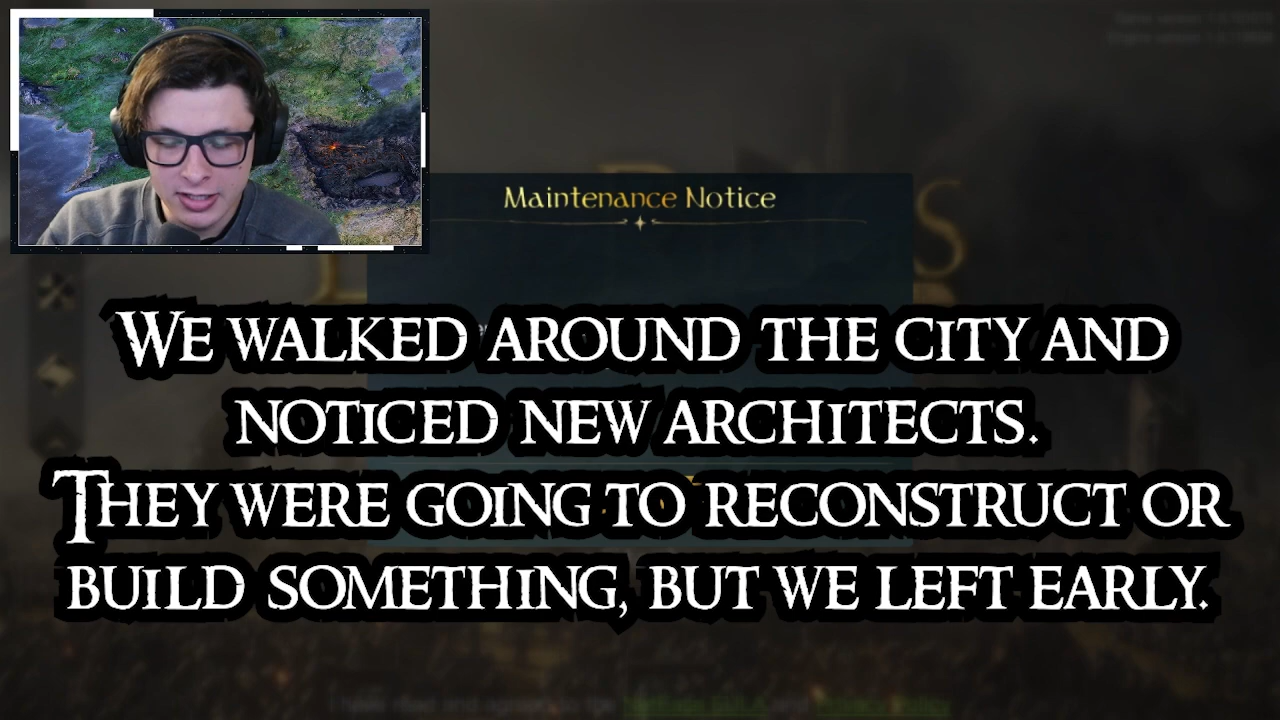 Maintenance Notice
WE WALKED AROUND THE CITY AND
NOTICED NEW ARCHITECTS.
THEY WERE GOING TO RECONSTRUCT OR
BUILD SOMETHING, BUT WE LEFT EARLY.